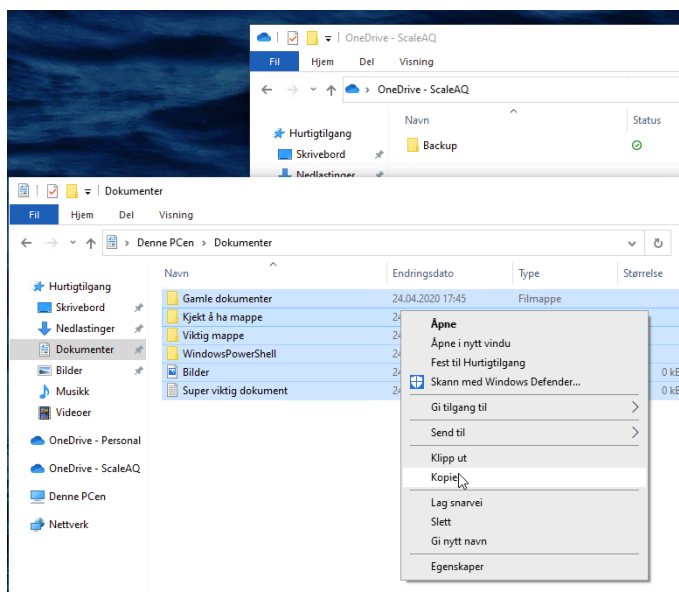 OneDrive - ScaleAQ
Fil Hjem Del Visning
OneDrive - ScaleAQ
Navn Status
Hurtigtilgang
Skrivebord
Backup
Nedlastinger
Dokumenter
Fil Hjem Del Visning
Denne PCen Dokumenter
Navn Endringsdato Type Størrelse
Hurtigtilgang
Skrivebord
Nedlastinger
Dokumenter
Bilder
Musikk
Videoer
OneDrive - Personal
OneDrive - ScaleAQ
Denne PCen
Nettverk
Gamle dokumenter 24.04.2020 17:45 Filmappe
Kjekt å ha mappe 24
Viktig mappe 24
WindowsPowerShell 24
Bilder 24 0 kB
Super viktig dokument 24 0 kB
Åpne
Åpne i nytt vindu
Fest til Hurtigtilgang
Skann med Windows Defender...
Gi tilgang til
Send til
Klipp ut
Kopie
Lag snarvei
Slett
Gi nytt navn
Egenskaper